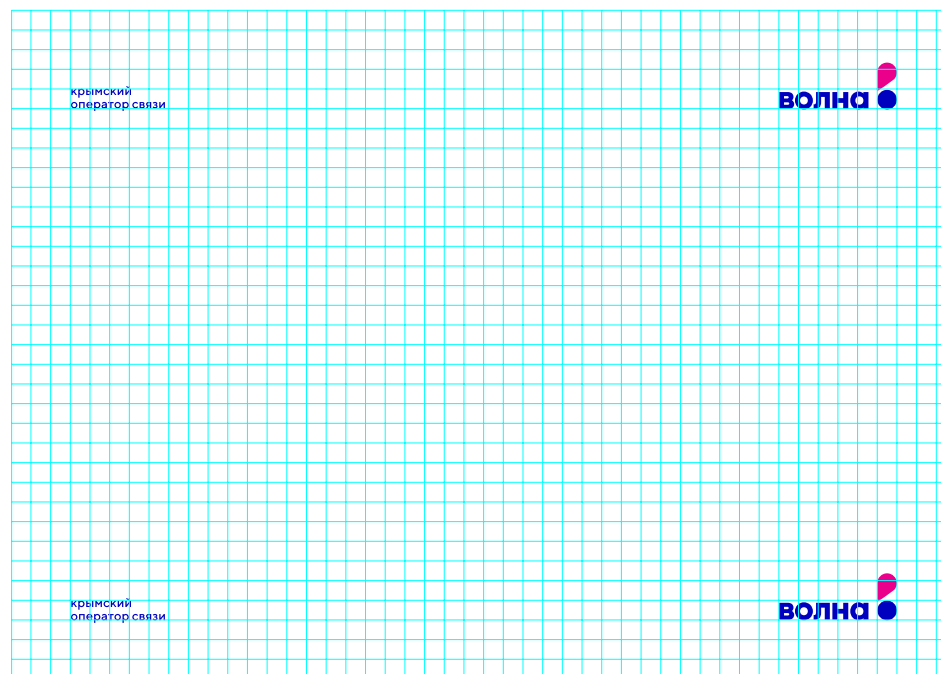 крымский
оператор связи
волна
крымский
оператор связи
волна